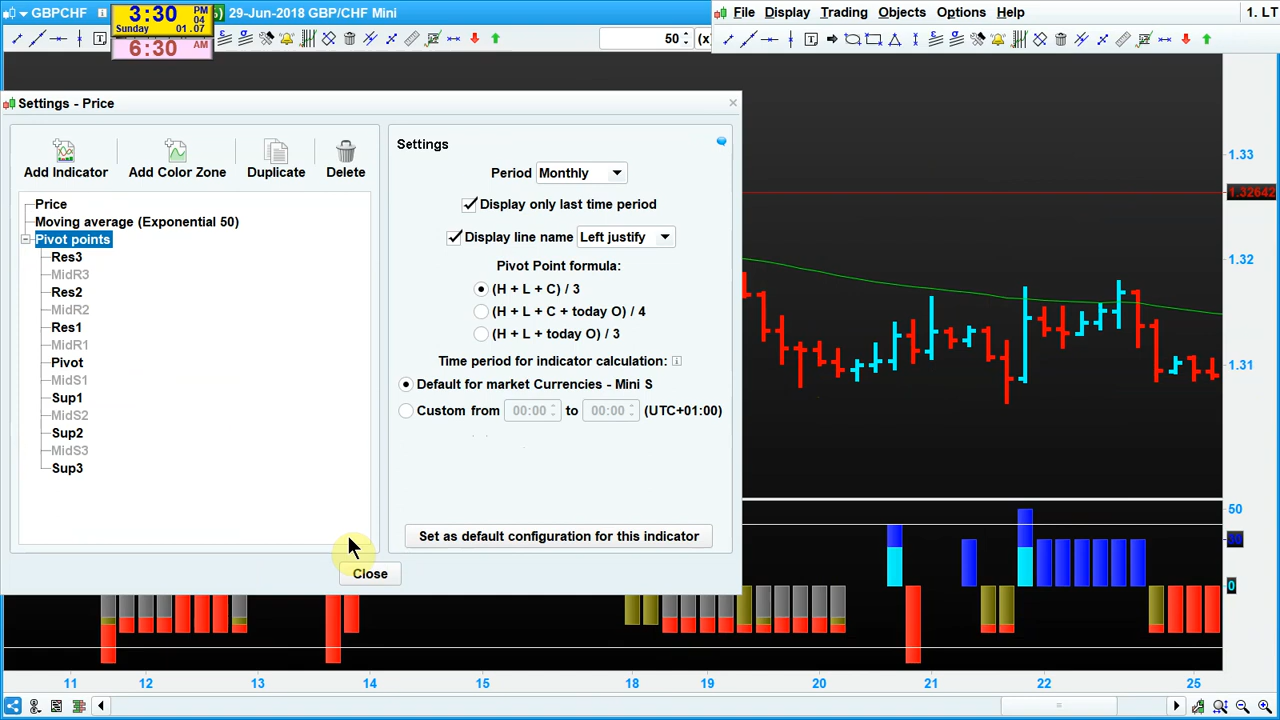 GBPCHF
3:30 PM 04
Sunday 01.07
6:30 AM
) 29-Jun-2018 GBP/CHF Mini
50 (x
File Display Trading Objects Options Help 1. LT
Settings - Price
Add Indicator Add Color Zone Duplicate Delete
Price
Moving average (Exponential 50)
Pivot points
Res3
MidR3
Res2
MidR2
Res1
MidR1
Pivot
MidS1
Sup1
MidS2
Sup2
MidS3
Sup3
Settings
Period Monthly
Display only last time period
Display line name Left justify
Pivot Point formula:
(H + L + C) / 3
(H + L + C + today O) / 4
(H + L + today O) / 3
Time period for indicator calculation:
Default for market Currencies - Mini S
Custom from 00:00 to 00:00 (UTC+01:00)
Set as default configuration for this indicator
Close
1.33
1.32642
1.32
1.31
50
30
0
11 12 13 14 15 18 19 20 21 22 25